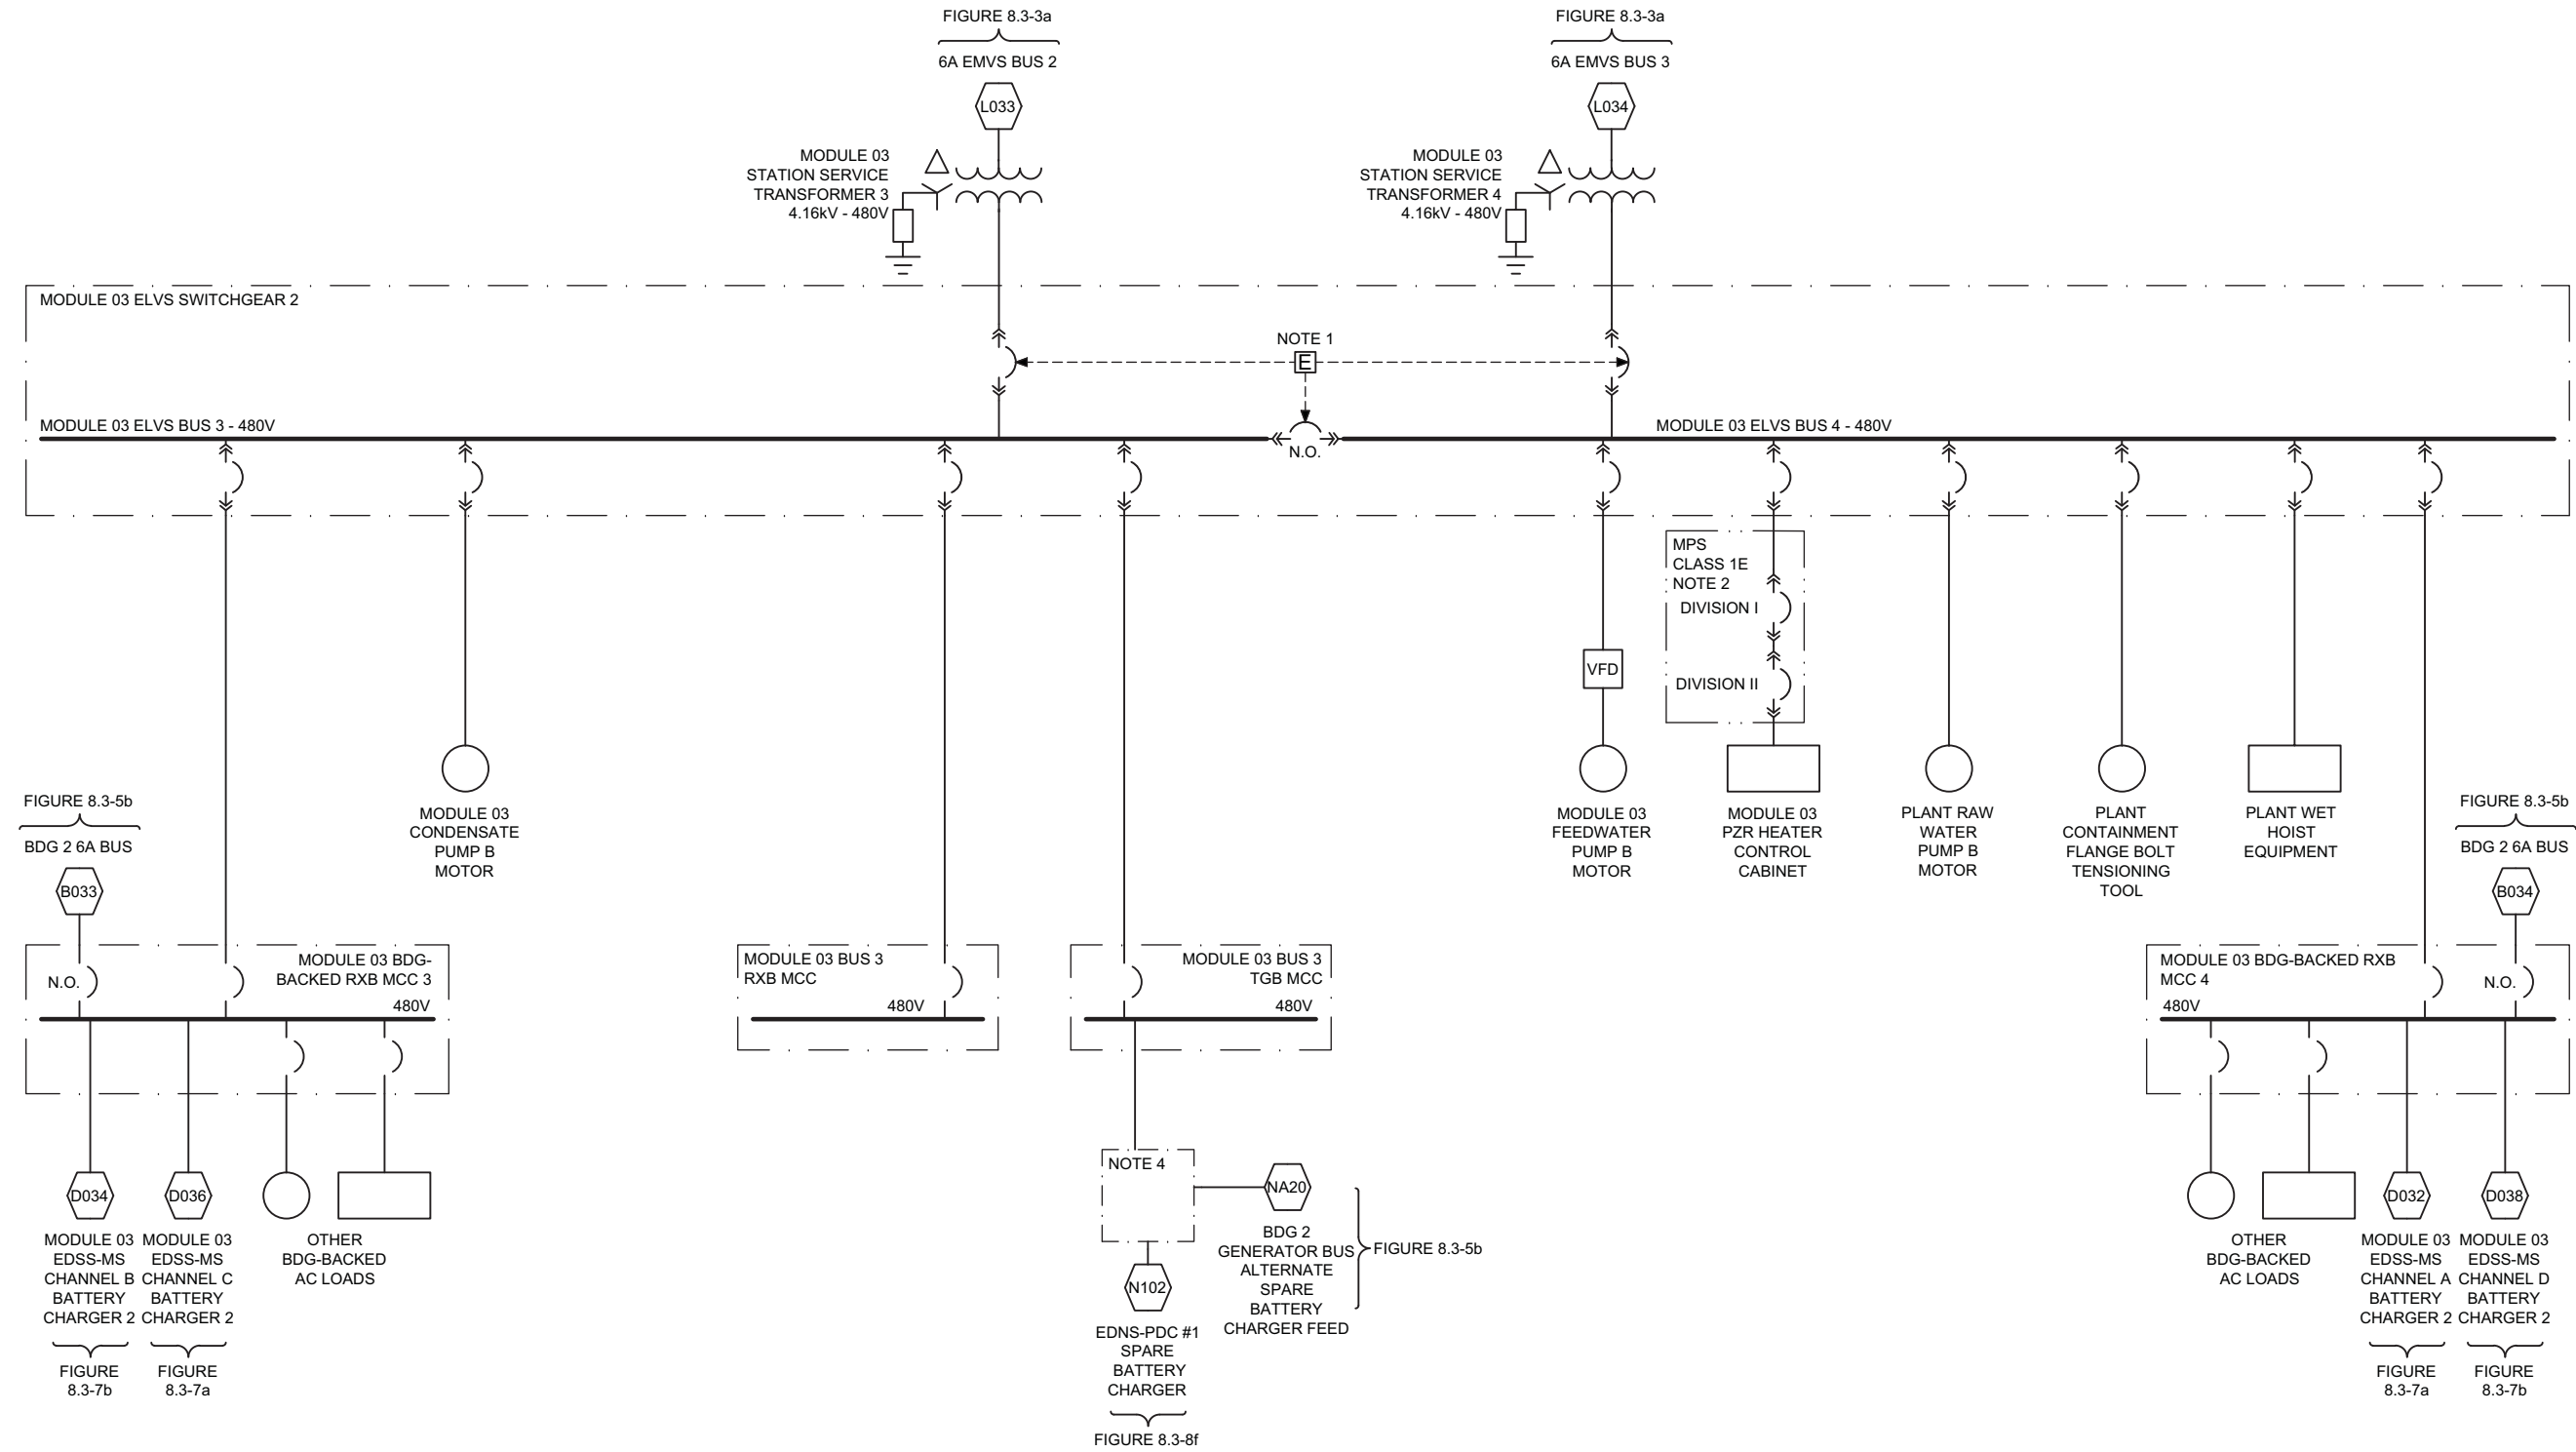 FIGURE 8.3-3a
6A EMVS BUS 2
L033
MODULE 03
STATION SERVICE
TRANSFORMER 3
4.16kV - 480V
FIGURE 8.3-3a
6A EMVS BUS 3
L034
MODULE 03
STATION SERVICE
TRANSFORMER 4
4.16kV - 480V
MODULE 03 ELVS SWITCHGEAR 2
NOTE 1
E
MODULE 03 ELVS BUS 3 - 480V
N.O.
MODULE 03 ELVS BUS 4 - 480V
MPS
CLASS 1E
NOTE 2
DIVISION I
DIVISION II
VFD
MODULE 03
CONDENSATE
PUMP B
MOTOR
MODULE 03
FEEDWATER
PUMP B
MOTOR
MODULE 03
PZR HEATER
CONTROL
CABINET
PLANT RAW
WATER
PUMP B
MOTOR
PLANT
CONTAINMENT
FLANGE BOLT
TENSIONING
TOOL
PLANT WET
HOIST
EQUIPMENT
FIGURE 8.3-5b
BDG 2 6A BUS
B033
FIGURE 8.3-5b
BDG 2 6A BUS
B034
N.O.
MODULE 03 BDG-
BACKED RXB MCC 3
480V
MODULE 03 BUS 3
RXB MCC
480V
MODULE 03 BUS 3
TGB MCC
480V
MODULE 03 BDG-BACKED RXB
MCC 4
480V
N.O.
D034
MODULE 03
EDSS-MS
CHANNEL B
BATTERY
CHARGER 2
FIGURE
8.3-7b
D036
MODULE 03
EDSS-MS
CHANNEL C
BATTERY
CHARGER 2
FIGURE
8.3-7a
OTHER
BDG-BACKED
AC LOADS
NOTE 4
NA20
BDG 2
GENERATOR BUS
ALTERNATE
SPARE
BATTERY
CHARGER FEED
FIGURE 8.3-5b
N102
EDNS-PDC #1
SPARE
BATTERY
CHARGER
FIGURE 8.3-8f
OTHER
BDG-BACKED
AC LOADS
D032
MODULE 03
EDSS-MS
CHANNEL A
BATTERY
CHARGER 2
FIGURE
8.3-7a
D038
MODULE 03
EDSS-MS
CHANNEL D
BATTERY
CHARGER 2
FIGURE
8.3-7b